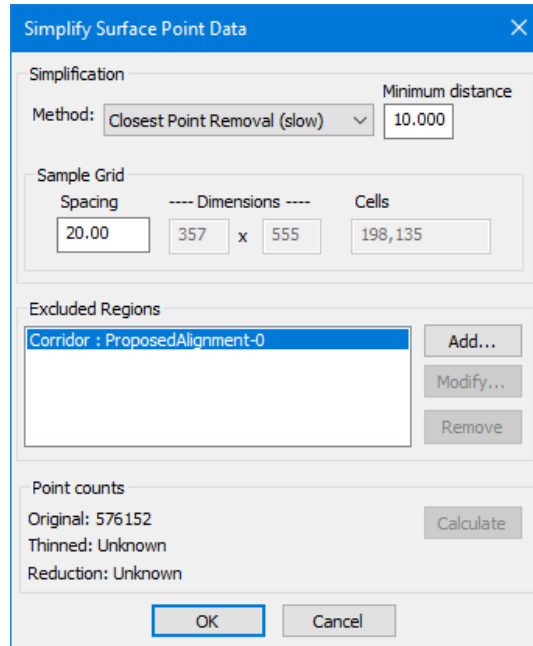 Simplify Surface Point Data
Simplification
Minimum distance
Method: Closest Point Removal (slow) 10.000
Sample Grid
Spacing ---- Dimensions ---- Cells
20.00 357 x 555 198,135
Excluded Regions
Corridor : ProposedAlignment-0
Add...
Modify...
Remove
Point counts
Original: 576152
Calculate
Thinned: Unknown
Reduction: Unknown
OK Cancel